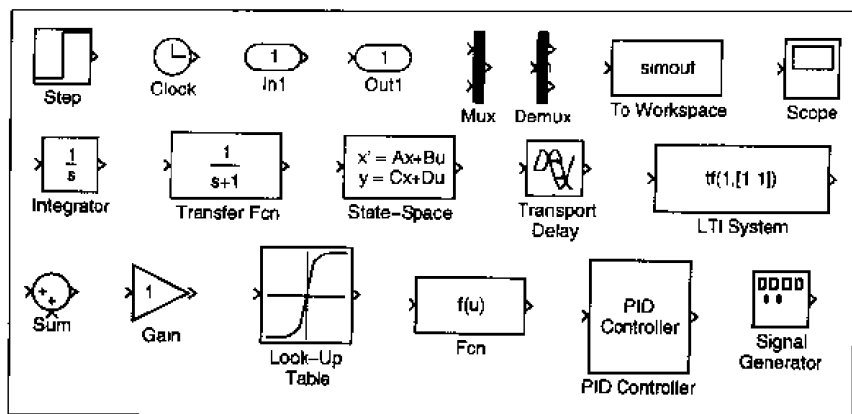 Step
Clock
1
In1
1
Out1
Mux
Demux
simout
To Workspace
Scope
1
s
Integrator
1
s+1
Transfer Fcn
x' = Ax+Bu
y = Cx+Du
State-Space
Transport
Delay
tf(1,[1 1])
LTI System
Sum
1
Gain
Look-Up
Table
f(u)
Fcn
PID
Controller
PID Controller
Signal
Generator